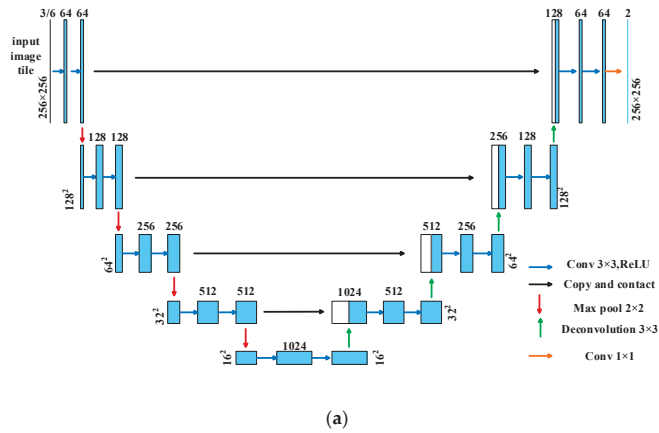 3/6 64 64
input
image
tile
256×256
128 64 64 2
256×256
128 128
128²
256 128
128²
256 256
64²
512 256
64²
512 512
32²
1024 512
32²
1024
16²
16²
Conv 3×3,ReLU
Copy and contact
Max pool 2×2
Deconvolution 3×3
Conv 1×1
(a)